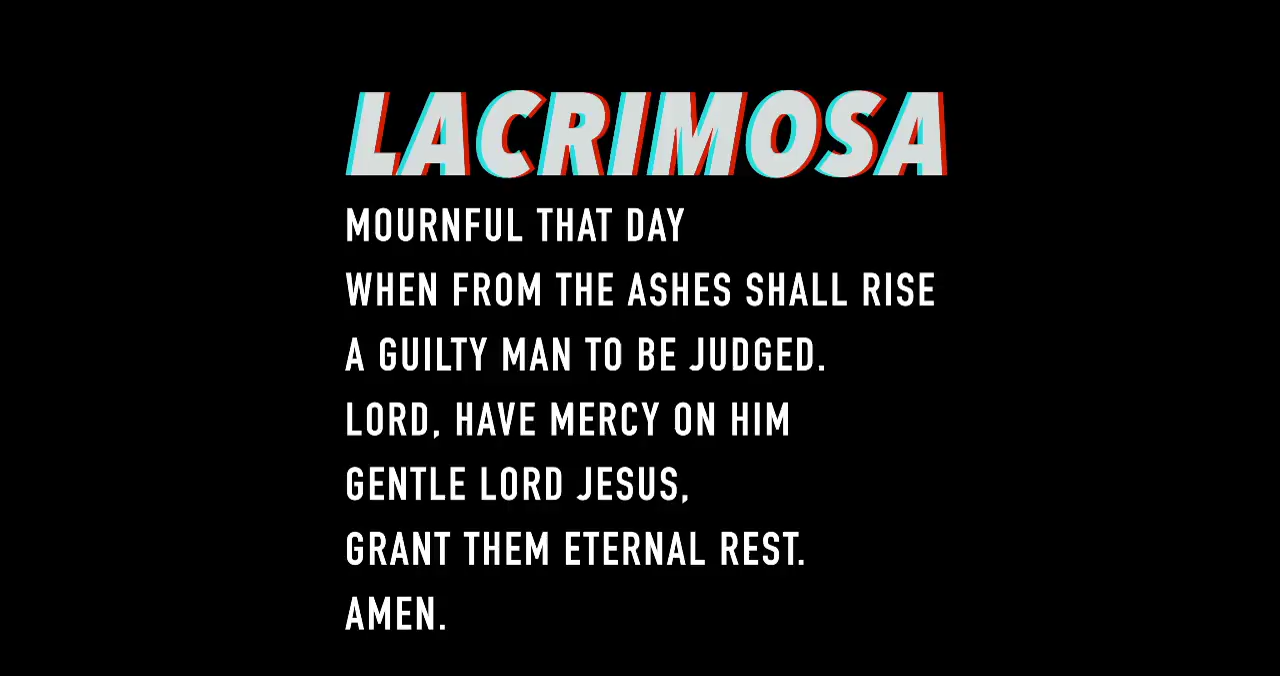 LACRIMOSA
MOURNFUL THAT DAY
WHEN FROM THE ASHES SHALL RISE
A GUILTY MAN TO BE JUDGED.
LORD, HAVE MERCY ON HIM
GENTLE LORD JESUS,
GRANT THEM ETERNAL REST.
AMEN.